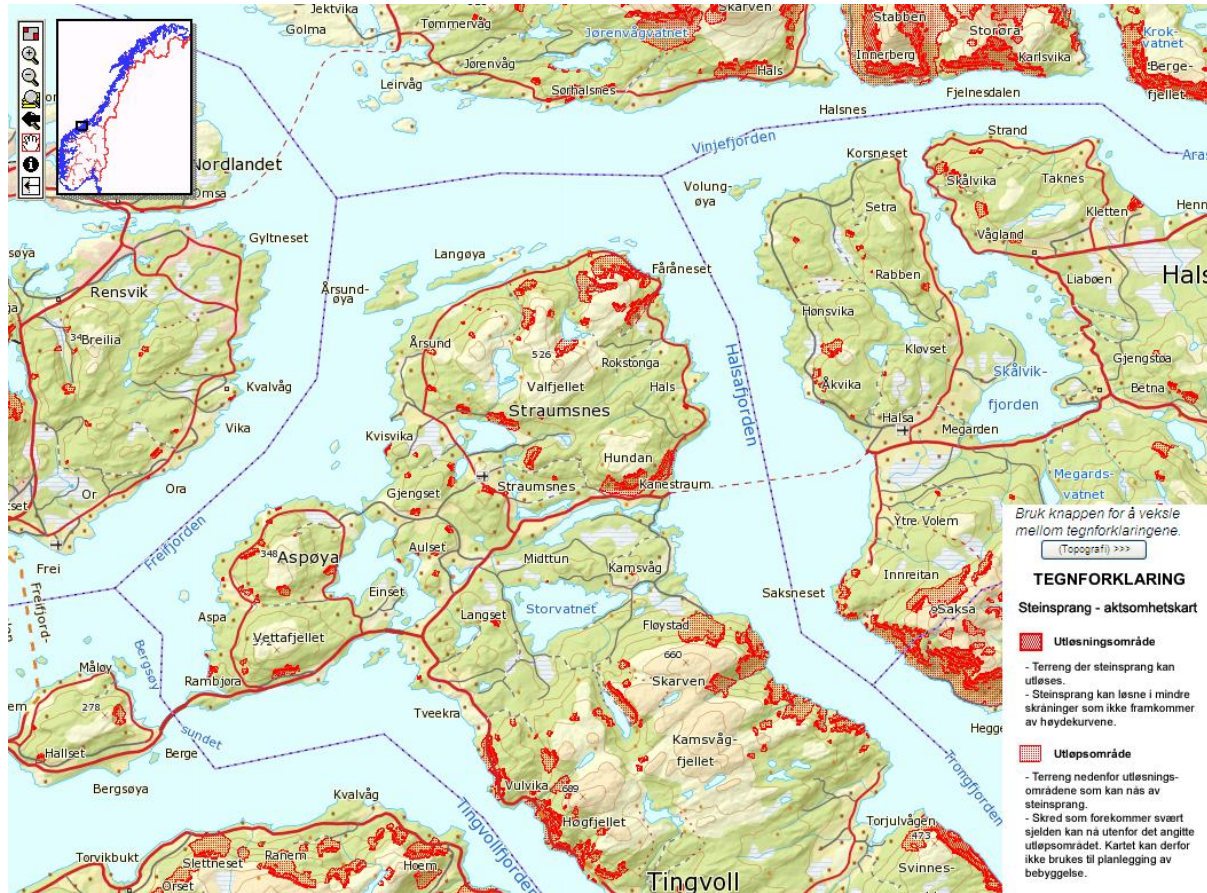 Jektvika
Golma
Tømmervåg
Skarven
Jørenvågvatnet
Stabben
Storøra
Krok-
vatnet
Jørenvåg
Hals
Innerberg
Karlsvika
Berge-
fjellet
Leirvåg
Sørhalsnes
Halsnes
Fjelnesdalen
Nordlandet
Omsa
Vinjefjorden
Strand
Korsneset
Aras
Volung-
øya
Skålvika
Taknes
Setra
Kletten
Henn
Gyltneset
Vågland
Langøya
Fåråneset
Rensvik
Årsund-
øya
Rabben
Liabøen
Hals
Hønsvika
Breilia
Årsund
526
Rokstonga
Kløvset
Gjengstøa
Kvalvåg
Valfjellet
Hals
Halsafjorden
Åkvika
Skålvik-
fjorden
Betna
Straumsnes
Vika
Kvisvika
Halsa
Megarden
Hundan
Or
Ora
Gjengset
Straumsnes
Kanestraum
Megards-
vatnet
Frei
Freifjorden
348
Aspøya
Aulset
Midttun
Kamsvåg
Ytre Volem
Innreitan
Freifjord-
Aspa
Einset
Langset
Storvatnet
Saksneset
Saksa
Vettafjellet
Fløystad
660
Måløy
Bergsøy
sundet
Rambjøra
Skarven
278
Tveekra
Hallset
Berge
Kamsvåg-
fjellet
Hegge
Bergsøya
Vulvika
689
Trongfjorden
Kvalvåg
Tingvollfjorden
Høgfjellet
Torjulvågen
473
Torvikbukt
Ranem
Slettneset
Hoem
Svinnes-
Orset
Tingvoll
Bruk knappen for å veksle
mellom tegnforklaringene.
(Topografi) >>>
TEGNFORKLARING
Steinsprang - aktsomhetskart
Utløsningsområde
- Terreng der steinsprang kan
utløses.
- Steinsprang kan løsne i mindre
skråninger som ikke framkommer
av høydekurvene.
Utløpsområde
- Terreng nedenfor utløsnings-
områdene som kan nås av
steinsprang.
- Skred som forekommer svært
sjelden kan nå utenfor det angitte
utløpsområdet. Kartet kan derfor
ikke brukes til planlegging av
bebyggelse.